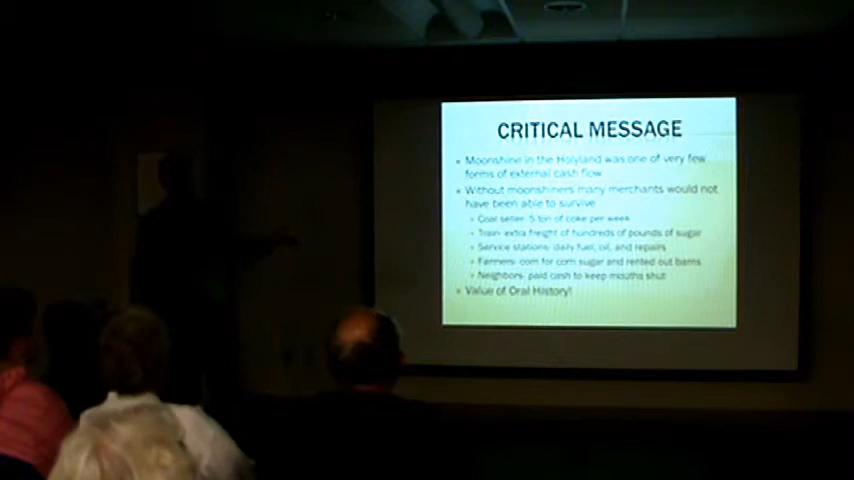 CRITICAL MESSAGE
Moonshine in the Holyland was one of very few
forms of external cash flow
Without moonshiners many merchants would not
have been able to survive
Coal seller: 5 ton of coke per week
Train: extra freight of hundreds of pounds of sugar
Service stations: daily fuel, oil, and repairs
Farmers: corn for corn sugar and rented out barns
Neighbors: paid cash to keep mouths shut
Value of Oral History!